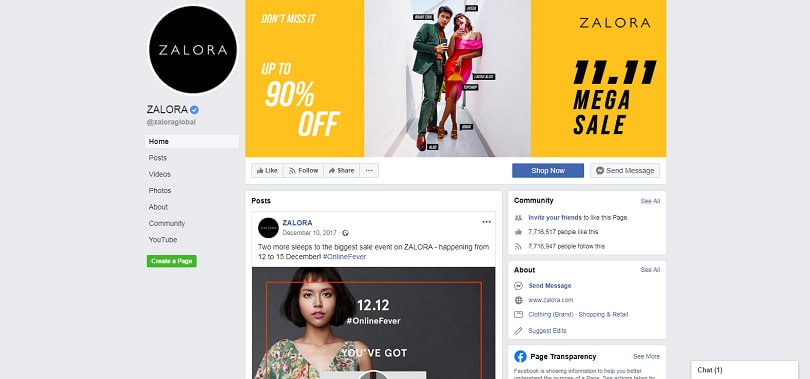 ZALORA
ZALORA
@zaloraglobal
Home
Posts
Videos
Photos
About
Community
YouTube
Create a Page
DON'T MISS IT
UP TO
90%
OFF
TOPSHOP
ALDO
ZALORA
11.11
MEGA
SALE
Like
Follow
Share
Shop Now
Send Message
Posts
ZALORA
December 10, 2017 ·
Two more sleeps to the biggest sale event on ZALORA - happening from
12 to 15 December! #OnlineFever
12.12
#OnlineFever
YOU'VE GOT
Community
See All
Invite your friends to like this Page
7,716,517 people like this
7,716,947 people follow this
About
See All
Send Message
www.zalora.com
Clothing (Brand) · Shopping & Retail
Suggest Edits
Page Transparency
See More
Facebook is showing information to help you better
understand the purpose of a Page. See actions taken by
Chat (1)